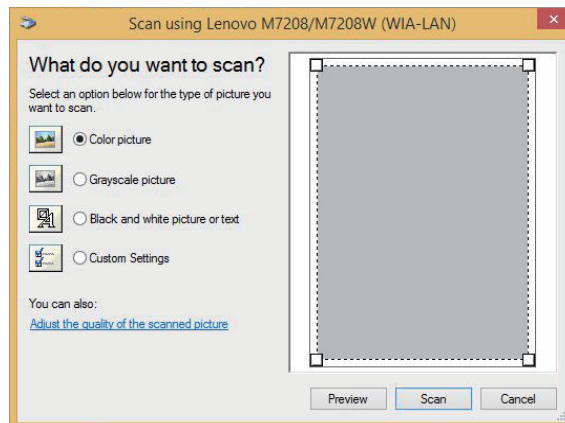 Scan using Lenovo M7208/M7208W (WIA-LAN)
What do you want to scan?
Select an option below for the type of picture you
want to scan.
Color picture
Grayscale picture
Black and white picture or text
Custom Settings
You can also:
Adjust the quality of the scanned picture
Preview
Scan
Cancel